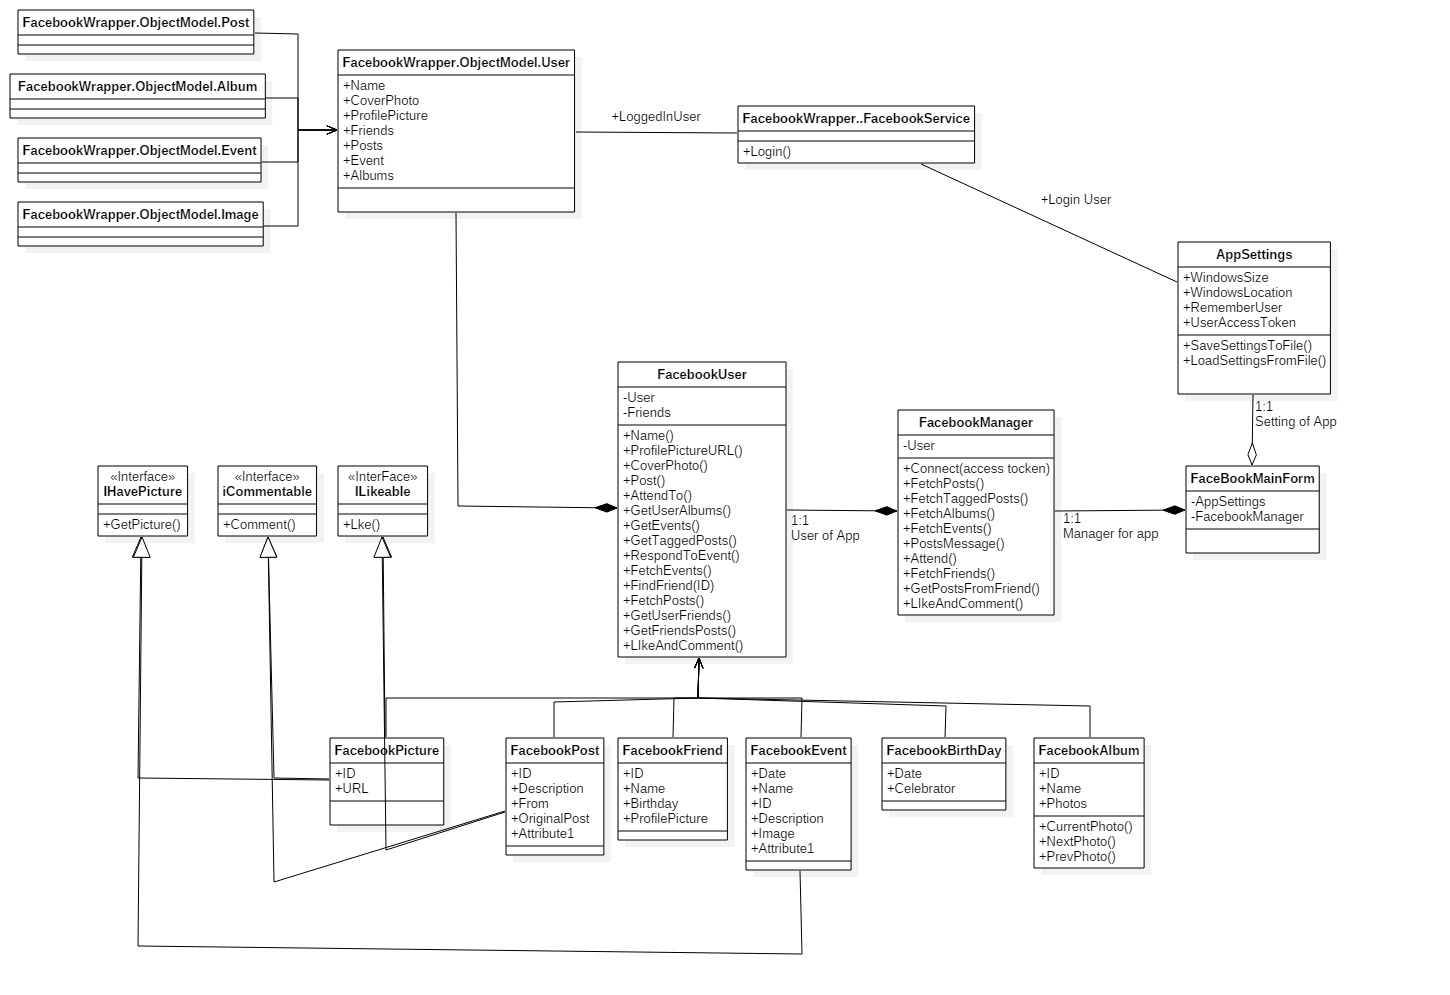 FacebookWrapper.ObjectModel.Post
FacebookWrapper.ObjectModel.Album
FacebookWrapper.ObjectModel.Event
FacebookWrapper.ObjectModel.Image
FacebookWrapper.ObjectModel.User
+Name
+CoverPhoto
+ProfilePicture
+Friends
+Posts
+Event
+Albums
+LoggedInUser
FacebookWrapper..FacebookService
+Login()
+Login User
AppSettings
+WindowsSize
+WindowsLocation
+RememberUser
+UserAccessToken
+SaveSettingsToFile()
+LoadSettingsFromFile()
1:1
Setting of App
FaceBookMainForm
-AppSettings
-FacebookManager
1:1
Manager for app
FacebookManager
-User
+Connect(access tocken)
+FetchPosts()
+FetchTaggedPosts()
+FetchAlbums()
+FetchEvents()
+PostsMessage()
+Attend()
+FetchFriends()
+GetPostsFromFriend()
+LIkeAndComment()
1:1
User of App
FacebookUser
-User
-Friends
+Name()
+ProfilePictureURL()
+CoverPhoto()
+Post()
+AttendTo()
+GetUserAlbums()
+GetEvents()
+GetTaggedPosts()
+RespondToEvent()
+FetchEvents()
+FindFriend(ID)
+FetchPosts()
+GetUserFriends()
+GetFriendsPosts()
+LIkeAndComment()
«Interface»
IHavePicture
+GetPicture()
«Interface»
iCommentable
+Comment()
«InterFace»
ILikeable
+Lke()
FacebookPicture
+ID
+URL
FacebookPost
+ID
+Description
+From
+OriginalPost
+Attribute1
FacebookFriend
+ID
+Name
+Birthday
+ProfilePicture
FacebookEvent
+Date
+Name
+ID
+Description
+Image
+Attribute1
FacebookBirthDay
+Date
+Celebrator
FacebookAlbum
+ID
+Name
+Photos
+CurrentPhoto()
+NextPhoto()
+PrevPhoto()